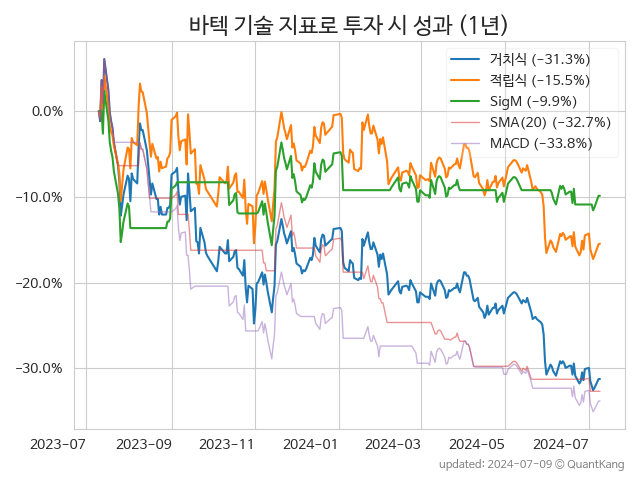 바텍 기술 지표로 투자 시 성과 (1년)
거치식 (−31.3%)
적립식 (−15.5%)
SigM (−9.9%)
SMA(20) (−32.7%)
MACD (−33.8%)
0.0%
−10.0%
−20.0%
−30.0%
2023-07
2023-09
2023-11
2024-01
2024-03
2024-05
2024-07
updated: 2024-07-09 © QuantKang